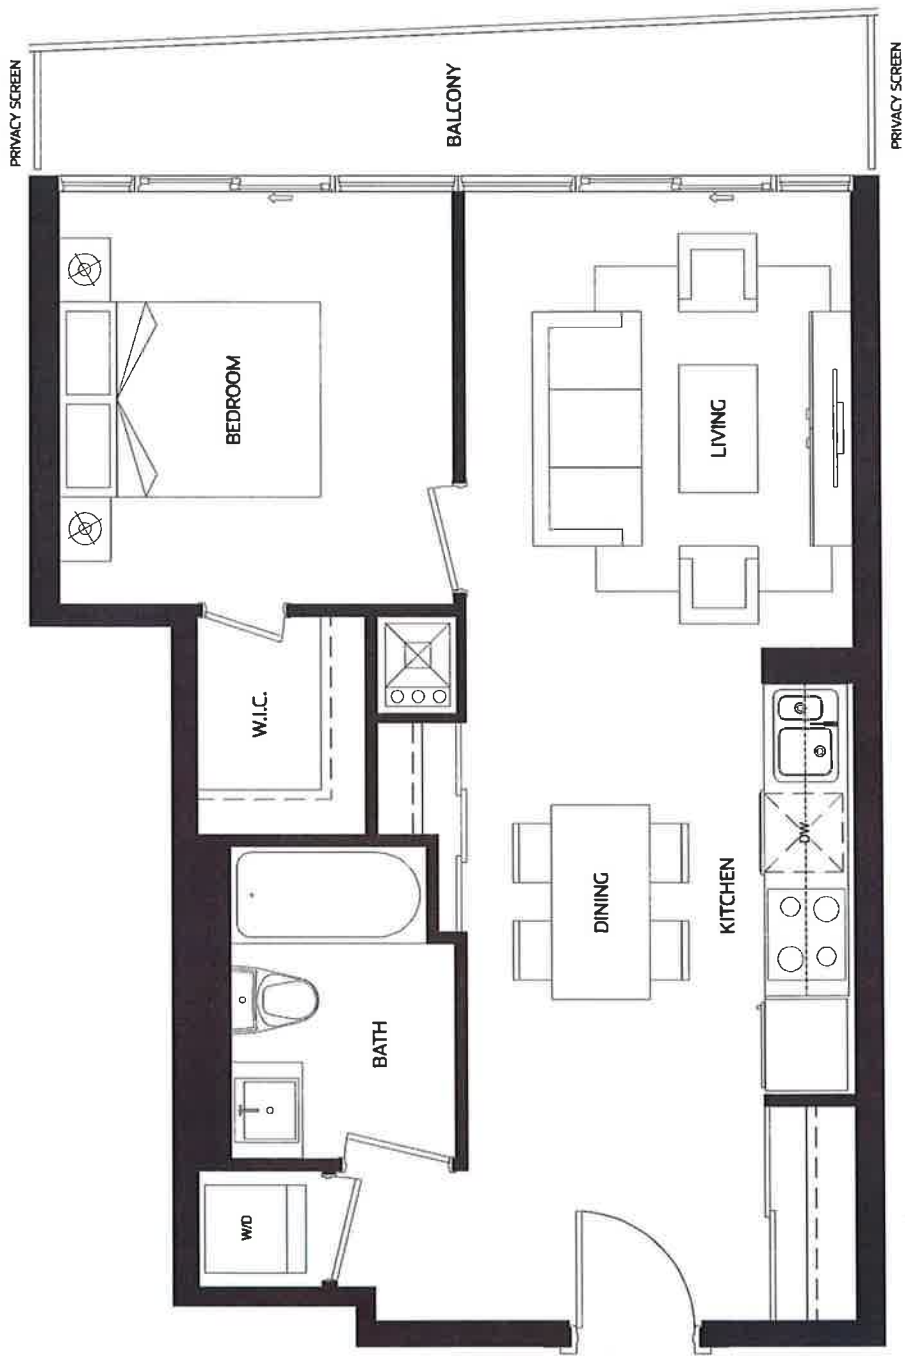 PRIVACY SCREEN
BALCONY
PRIVACY SCREEN
BEDROOM
LIVING
W.I.C.
DINING
KITCHEN
DW
BATH
W/D